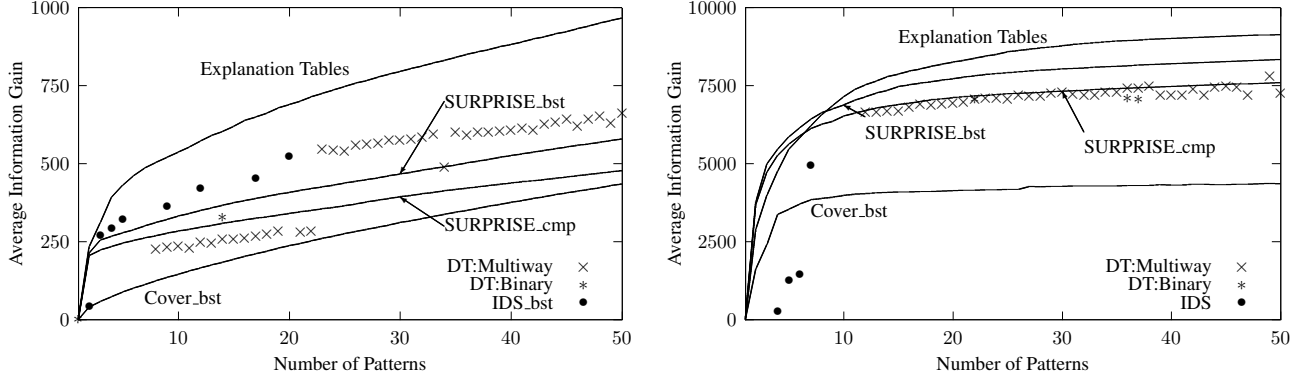 Average Information Gain
1000
750
500
250
0
Explanation Tables
SURPRISE_bst
SURPRISE_cmp
Cover_bst
DT:Multiway
DT:Binary
IDS_bst
10 20 30 40 50
Number of Patterns
Average Information Gain
10000
7500
5000
2500
0
Explanation Tables
SURPRISE_bst
SURPRISE_cmp
Cover_bst
DT:Multiway
DT:Binary
IDS
10 20 30 40 50
Number of Patterns